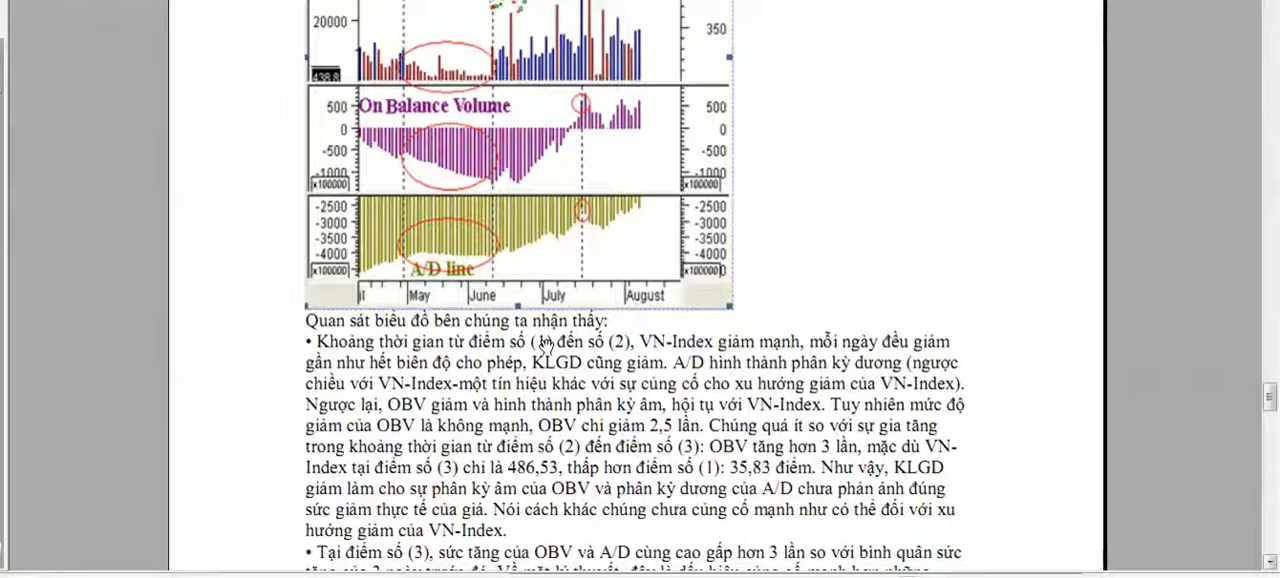 20000
350
438.8
On Balance Volume
500
0
-500
-1000
x100000
500
0
-500
-1000
x100000
-2500
-3000
-3500
-4000
x100000
A/D line
-2500
-3000
-3500
-4000
x100000
May June July August
Quan sát biểu đồ bên chúng ta nhận thấy:
• Khoảng thời gian từ điểm số (1) đến số (2), VN-Index giảm mạnh, mỗi ngày đều giảm
gần như hết biên độ cho phép, KLGD cũng giảm. A/D hình thành phân kỳ dương (ngược
chiều với VN-Index-một tín hiệu khác với sự củng cố cho xu hướng giảm của VN-Index).
Ngược lại, OBV giảm và hình thành phân kỳ âm, hội tụ với VN-Index. Tuy nhiên mức độ
giảm của OBV là không mạnh, OBV chỉ giảm 2,5 lần. Chúng quá ít so với sự gia tăng
trong khoảng thời gian từ điểm số (2) đến điểm số (3): OBV tăng hơn 3 lần, mặc dù VN-
Index tại điểm số (3) chỉ là 486,53, thấp hơn điểm số (1): 35,83 điểm. Như vậy, KLGD
giảm làm cho sự phân kỳ âm của OBV và phân kỳ dương của A/D chưa phản ánh đúng
sức giảm thực tế của giá. Nói cách khác chúng chưa củng cố mạnh như có thể đối với xu
hướng giảm của VN-Index.
• Tại điểm số (3), sức tăng của OBV và A/D cùng cao gấp hơn 3 lần so với bình quân sức